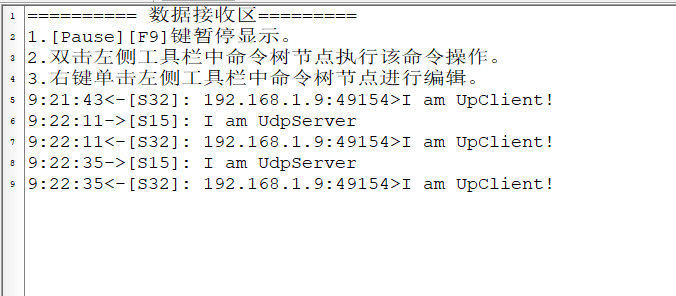 1 ========== 数据接收区=========
2 1.[Pause][F9]键暂停显示。
3 2.双击左侧工具栏中命令树节点执行该命令操作。
4 3.右键单击左侧工具栏中命令树节点进行编辑。
5 9:21:43<-[S32]: 192.168.1.9:49154>I am UpClient!
6 9:22:11->[S15]: I am UdpServer
7 9:22:11<-[S32]: 192.168.1.9:49154>I am UpClient!
8 9:22:35->[S15]: I am UdpServer
9 9:22:35<-[S32]: 192.168.1.9:49154>I am UpClient!